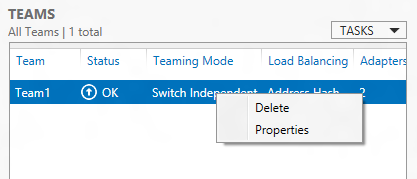 TEAMS
All Teams | 1 total
TASKS
Team Status Teaming Mode Load Balancing Adapters
Team1 OK Switch Independent Address Hash 2
Delete
Properties